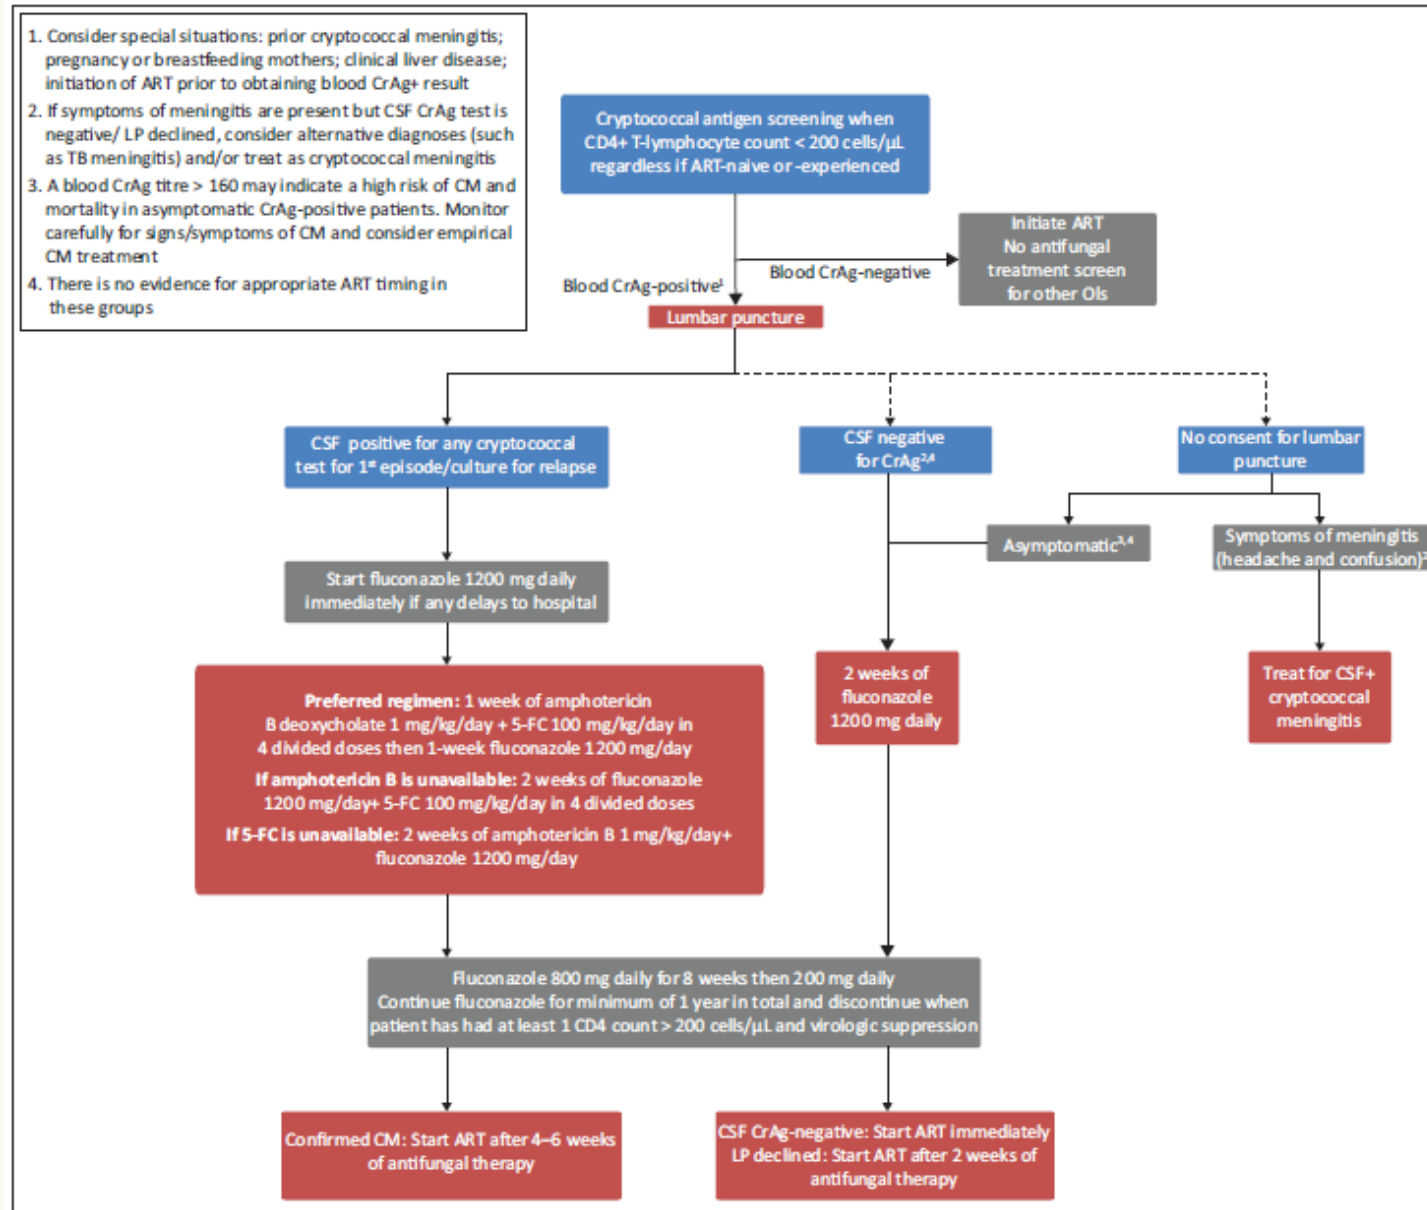 1. Consider special situations: prior cryptococcal meningitis;
pregnancy or breastfeeding mothers; clinical liver disease;
initiation of ART prior to obtaining blood CrAg+ result
2. If symptoms of meningitis are present but CSF CrAg test is
negative/ LP declined, consider alternative diagnoses (such
as TB meningitis) and/or treat as cryptococcal meningitis
3. A blood CrAg titre > 160 may indicate a high risk of CM and
mortality in asymptomatic CrAg-positive patients. Monitor
carefully for signs/symptoms of CM and consider empirical
CM treatment
4. There is no evidence for appropriate ART timing in
these groups
Cryptococcal antigen screening when
CD4+ T-lymphocyte count < 200 cells/µL
regardless if ART-naive or -experienced
Initiate ART
No antifungal
treatment screen
for other OIs
Blood CrAg-negative
Blood CrAg-positive¹
Lumbar puncture
CSF positive for any cryptococcal
test for 1st episode/culture for relapse
CSF negative
for CrAg²,⁴
No consent for lumbar
puncture
Asymptomatic³,⁴
Symptoms of meningitis
(headache and confusion)²
Start fluconazole 1200 mg daily
immediately if any delays to hospital
Preferred regimen: 1 week of amphotericin
B deoxycholate 1 mg/kg/day + 5-FC 100 mg/kg/day in
4 divided doses then 1-week fluconazole 1200 mg/day
If amphotericin B is unavailable: 2 weeks of fluconazole
1200 mg/day+ 5-FC 100 mg/kg/day in 4 divided doses
If 5-FC is unavailable: 2 weeks of amphotericin B 1 mg/kg/day+
fluconazole 1200 mg/day
2 weeks of
fluconazole
1200 mg daily
Treat for CSF+
cryptococcal
meningitis
Fluconazole 800 mg daily for 8 weeks then 200 mg daily
Continue fluconazole for minimum of 1 year in total and discontinue when
patient has had at least 1 CD4 count > 200 cells/µL and virologic suppression
Confirmed CM: Start ART after 4–6 weeks
of antifungal therapy
CSF CrAg-negative: Start ART immediately
LP declined: Start ART after 2 weeks of
antifungal therapy